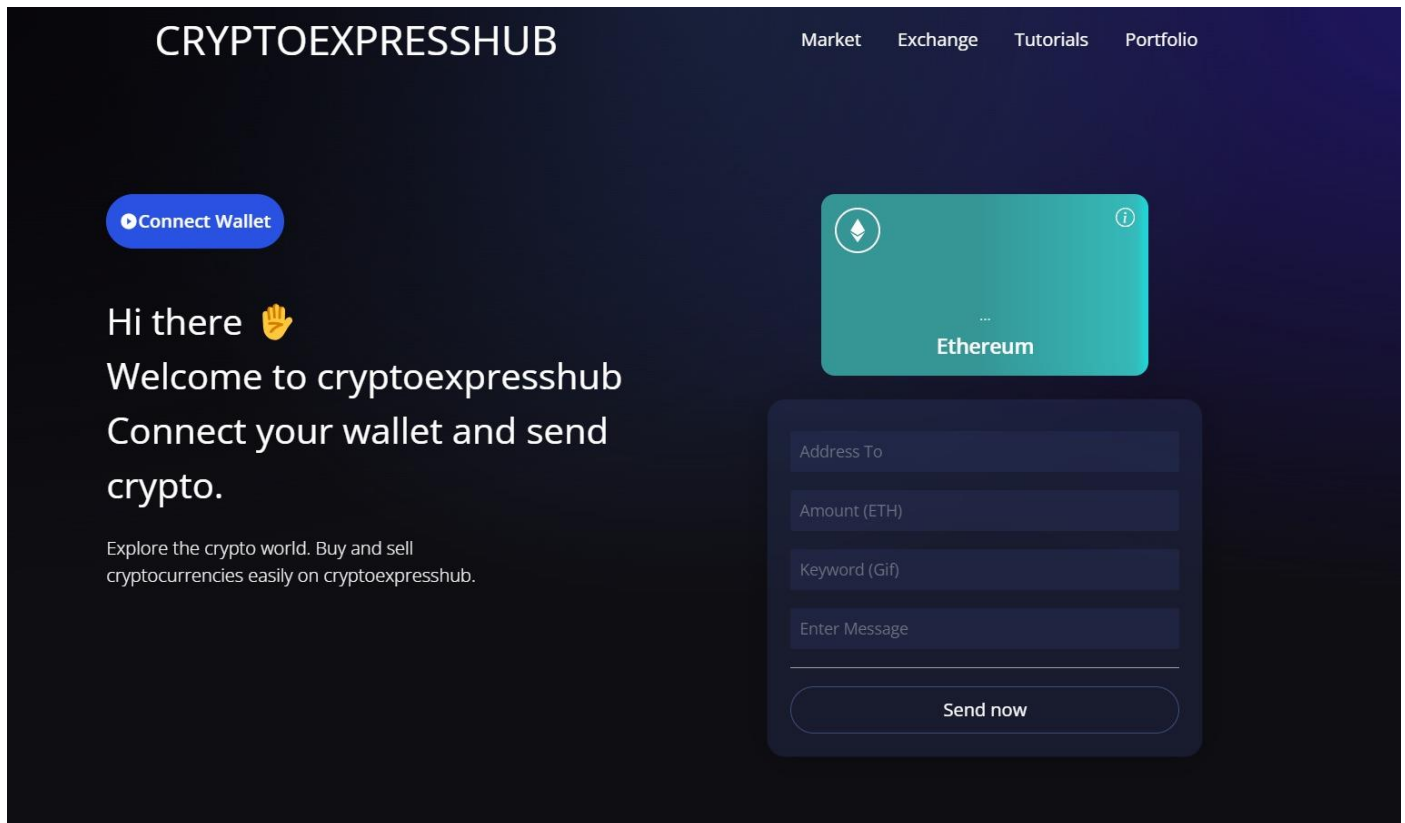 CRYPTOEXPRESSHUB
Market Exchange Tutorials Portfolio
Connect Wallet
Hi there 🖐
Welcome to cryptoexpresshub
Connect your wallet and send
crypto.
Explore the crypto world. Buy and sell
cryptocurrencies easily on cryptoexpresshub.
...
Ethereum
Address To
Amount (ETH)
Keyword (Gif)
Enter Message
Send now